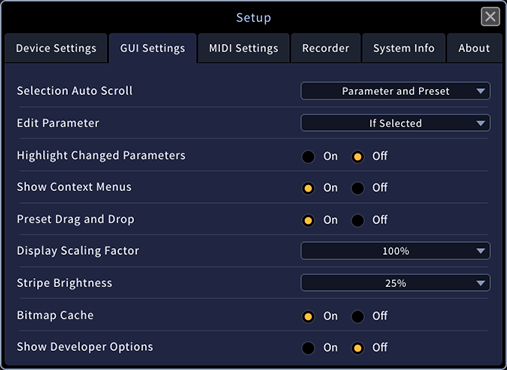 Setup
Device Settings GUI Settings MIDI Settings Recorder System Info About
Selection Auto Scroll Parameter and Preset
Edit Parameter If Selected
Highlight Changed Parameters On Off
Show Context Menus On Off
Preset Drag and Drop On Off
Display Scaling Factor 100%
Stripe Brightness 25%
Bitmap Cache On Off
Show Developer Options On Off